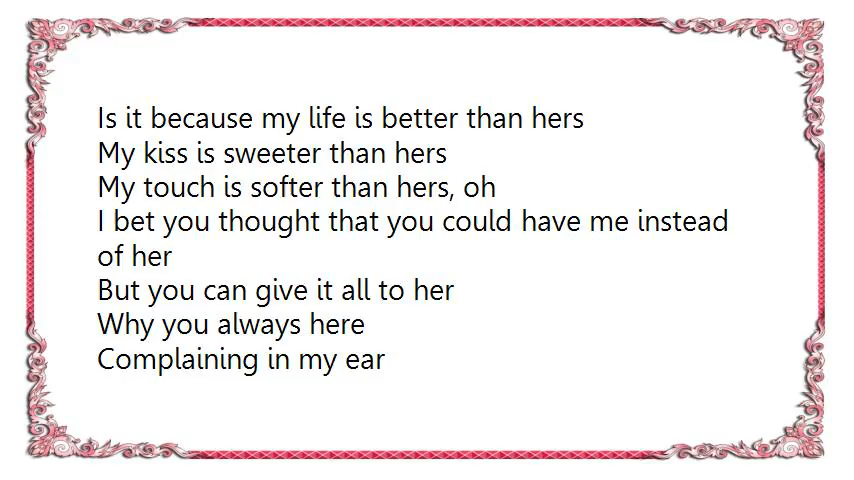 Is it because my life is better than hers
My kiss is sweeter than hers
My touch is softer than hers, oh
I bet you thought that you could have me instead
of her
But you can give it all to her
Why you always here
Complaining in my ear